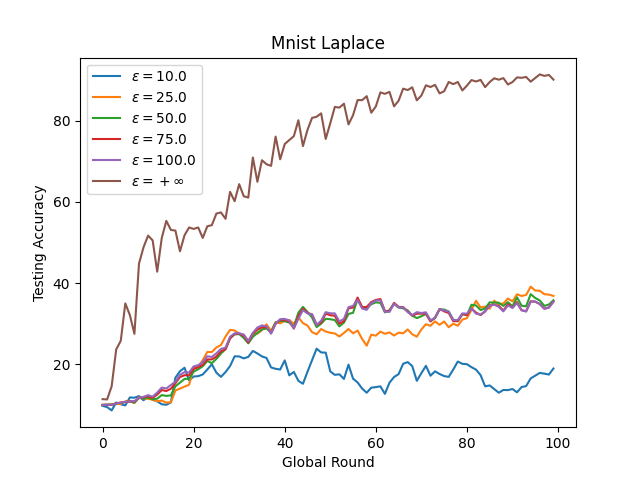 Mnist Laplace
ε = 10.0
ε = 25.0
ε = 50.0
ε = 75.0
ε = 100.0
ε = +∞
Testing Accuracy
80
60
40
20
0 20 40 60 80 100
Global Round